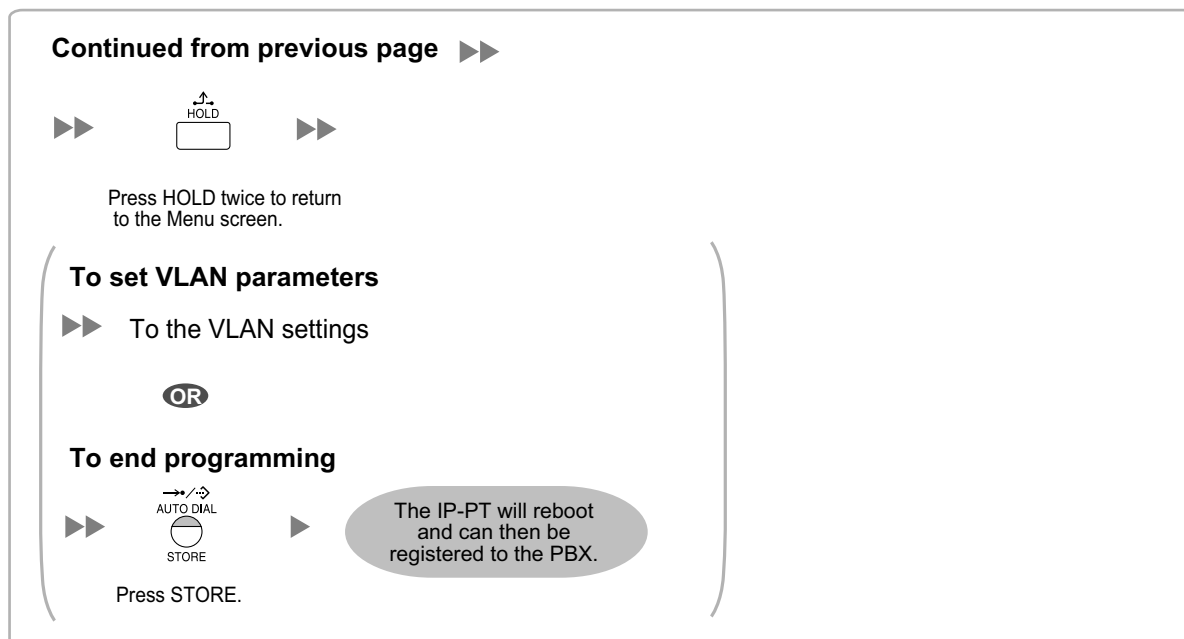 Continued from previous page
HOLD
Press HOLD twice to return
to the Menu screen.
To set VLAN parameters
To the VLAN settings
OR
To end programming
AUTO DIAL
STORE
The IP-PT will reboot
and can then be
registered to the PBX.
Press STORE.